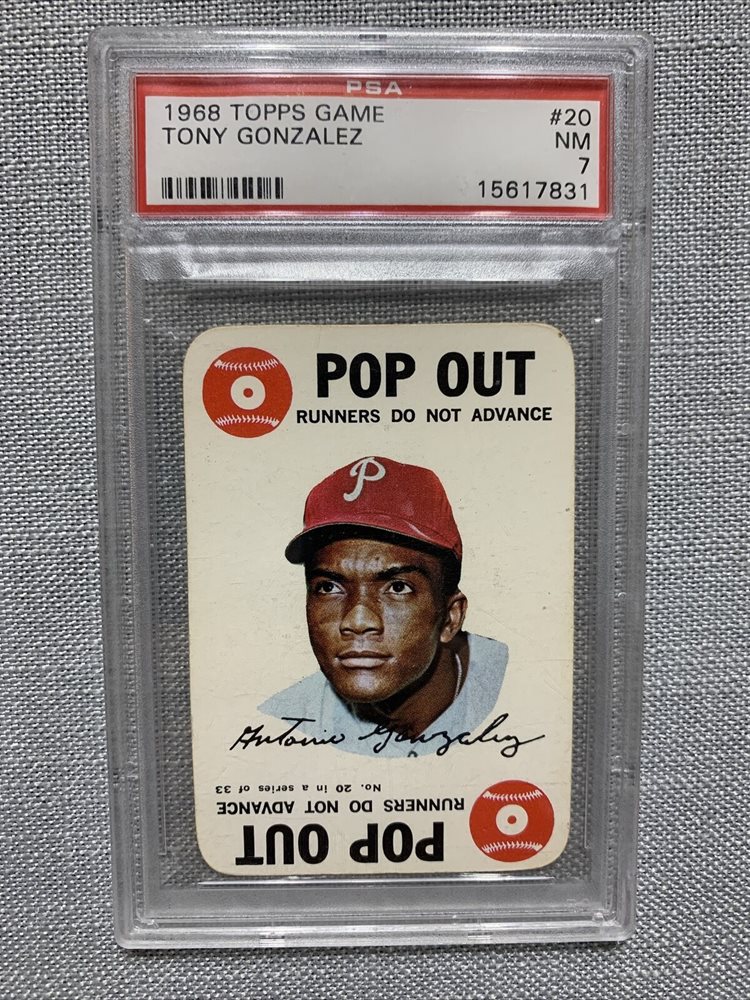 PSA
1968 TOPPS GAME #20
TONY GONZALEZ NM
7
15617831
POP OUT
RUNNERS DO NOT ADVANCE
P
Antonio Gonzalez
No. 20 in a series of 33
RUNNERS DO NOT ADVANCE
POP OUT